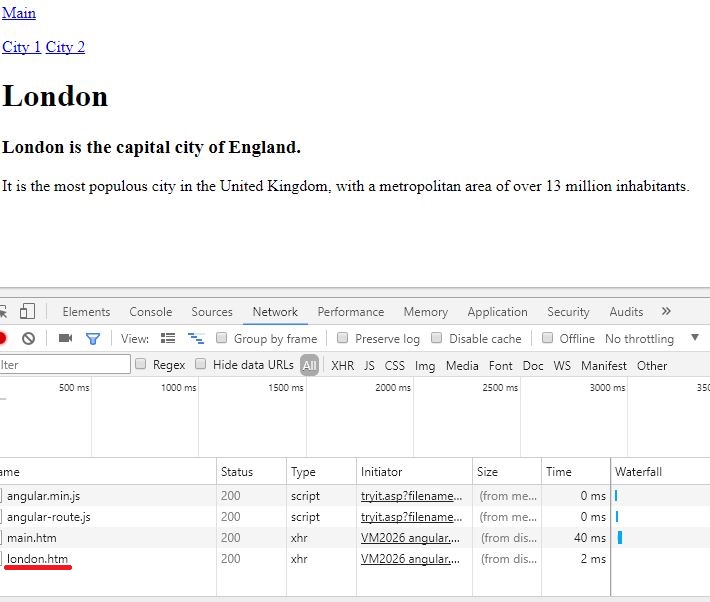 Main
City 1 City 2
London
London is the capital city of England.
It is the most populous city in the United Kingdom, with a metropolitan area of over 13 million inhabitants.
Elements Console Sources Network Performance Memory Application Security Audits »
View: Group by frame Preserve log Disable cache Offline No throttling
lter Regex Hide data URLs All XHR JS CSS Img Media Font Doc WS Manifest Other
500 ms 1000 ms 1500 ms 2000 ms 2500 ms 3000 ms 350
ame Status Type Initiator Size Time Waterfall
angular.min.js 200 script tryit.asp?filename... (from me... 0 ms
angular-route.js 200 script tryit.asp?filename... (from me... 0 ms
main.htm 200 xhr VM2026 angular.... (from dis... 40 ms
london.htm 200 xhr VM2026 angular.... (from dis... 2 ms